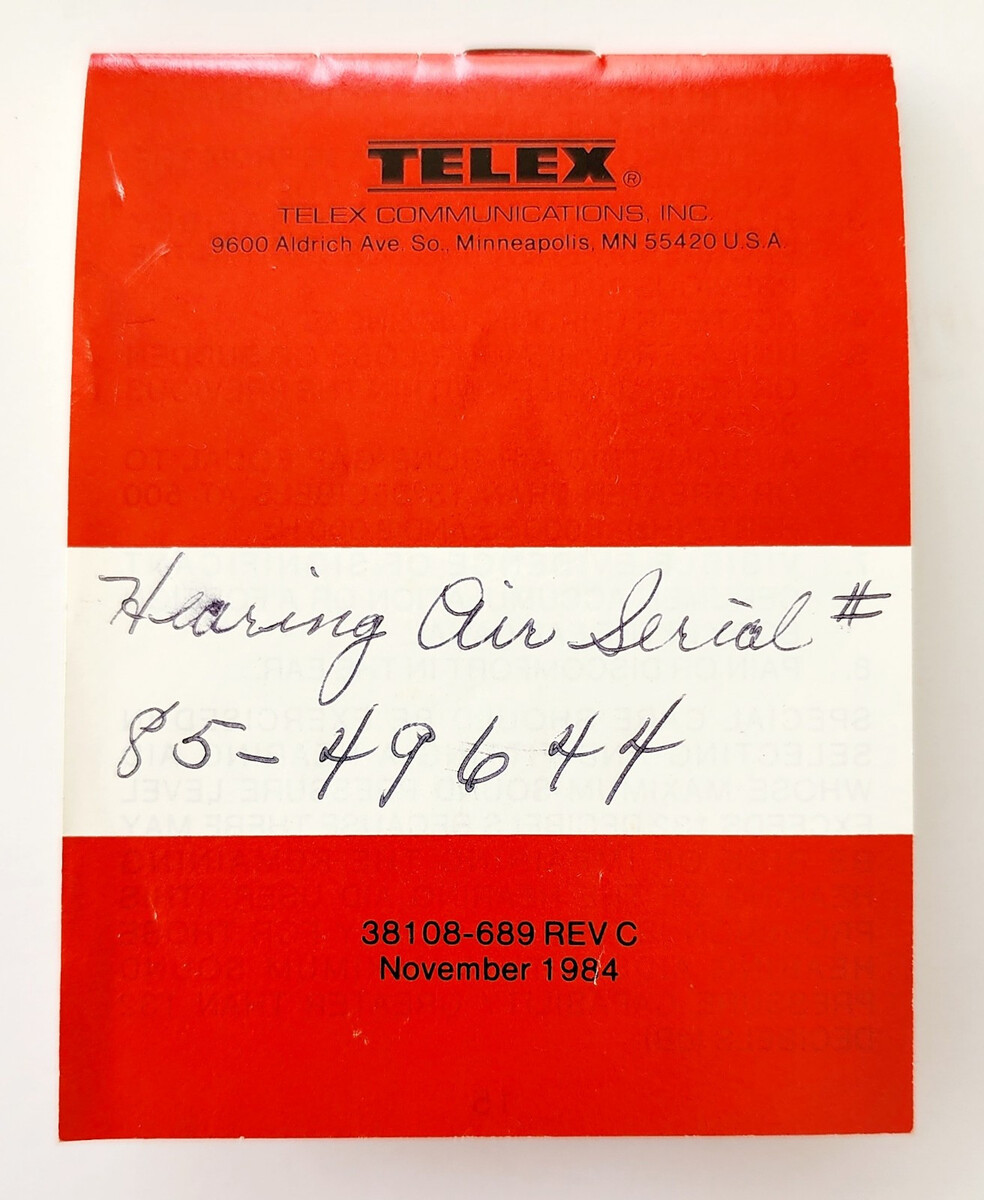 TELEX®
TELEX COMMUNICATIONS, INC.
9600 Aldrich Ave. So., Minneapolis, MN 55420 U.S.A.
Hearing Air Serial #
85-49644
38108-689 REV C
November 1984